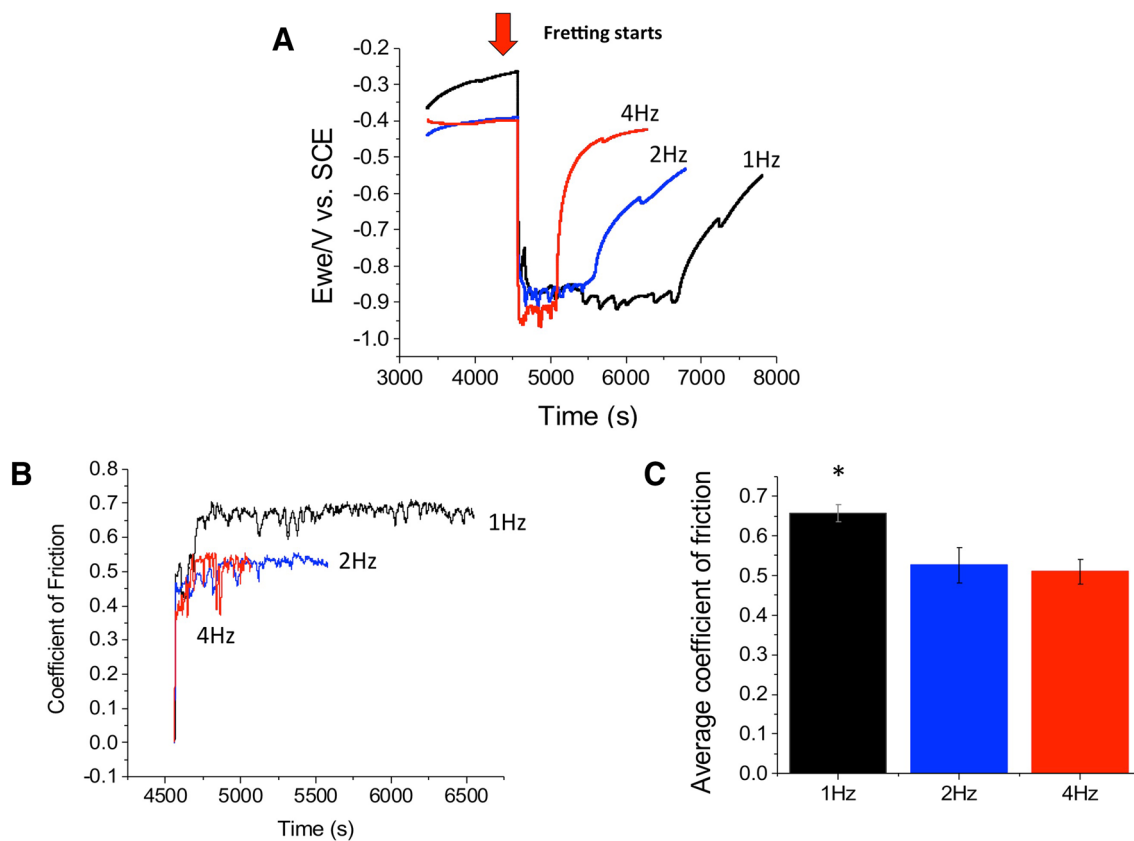 A
Fretting starts
-0.2
-0.3
-0.4
-0.5
-0.6
-0.7
-0.8
-0.9
-1.0
Ewe/V vs. SCE
4Hz
2Hz
1Hz
3000 4000 5000 6000 7000 8000
Time (s)
B
0.8
0.7
0.6
0.5
0.4
0.3
0.2
0.1
0.0
-0.1
Coefficient of Friction
1Hz
2Hz
4Hz
4500 5000 5500 6000 6500
Time (s)
C
*
0.7
0.6
0.5
0.4
0.3
0.2
0.1
0.0
Average coefficient of friction
1Hz 2Hz 4Hz